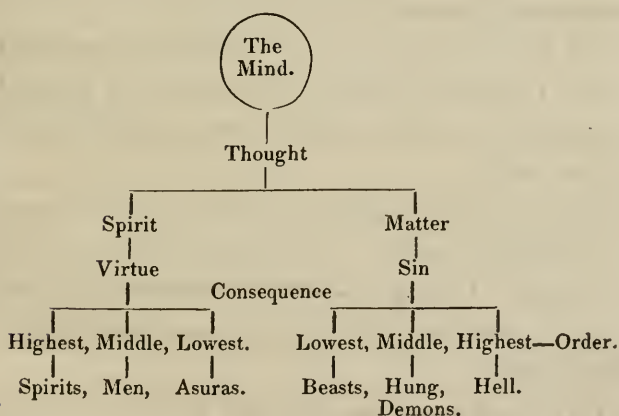 The
Mind.
Thought
Spirit Matter
Virtue Sin
Consequence
Highest, Middle, Lowest. Lowest, Middle, Highest—Order.
Spirits, Men, Asuras. Beasts, Hung, Hell.
Demons.